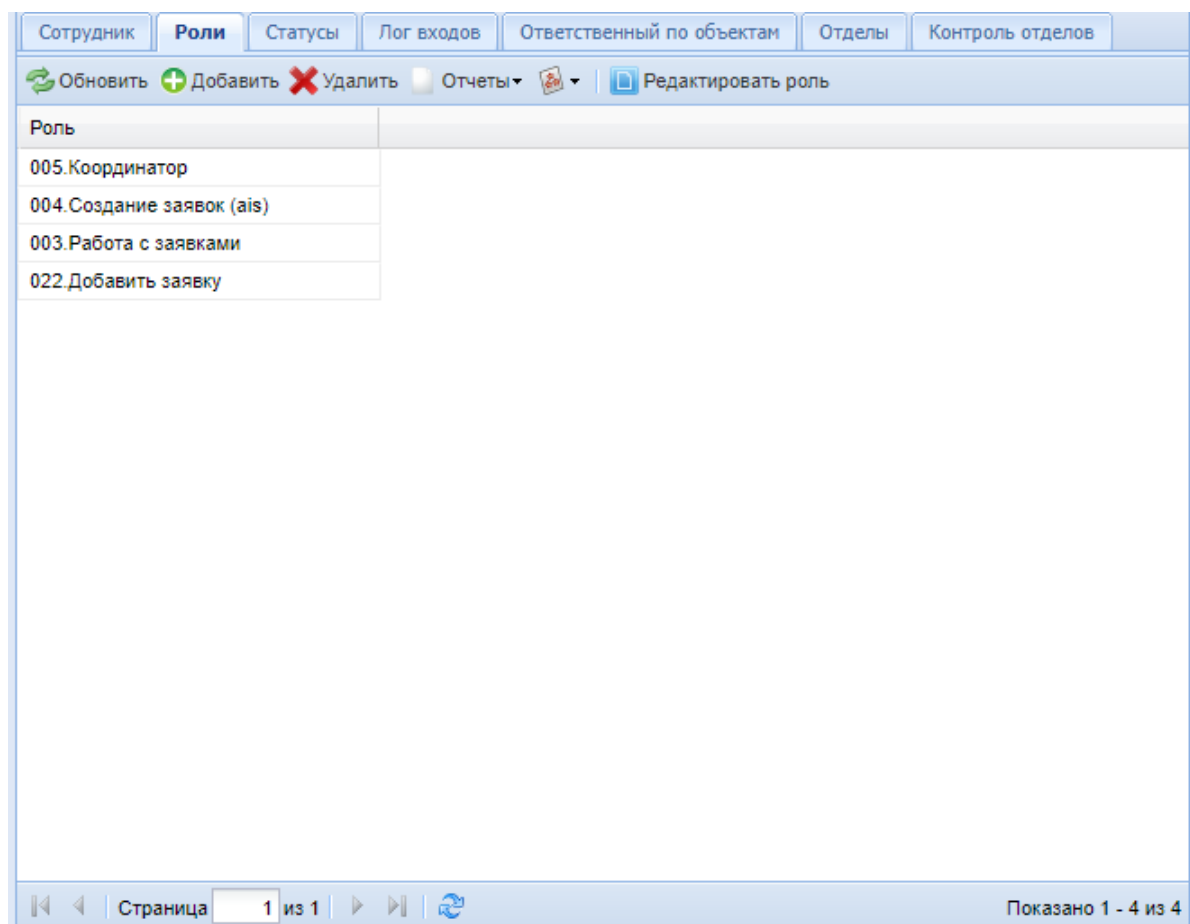 Сотрудник Роли Статусы Лог входов Ответственный по объектам Отделы Контроль отделов
Обновить Добавить Удалить Отчеты Редактировать роль
Роль
005.Координатор
004.Создание заявок (ais)
003.Работа с заявками
022.Добавить заявку
Страница 1 из 1 Показано 1 - 4 из 4